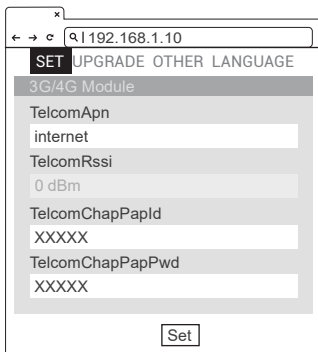 192.168.1.10
SET UPGRADE OTHER LANGUAGE
3G/4G Module
TelcomApn
internet
TelcomRssi
0 dBm
TelcomChapPapId
XXXXX
TelcomChapPapPwd
XXXXX
Set